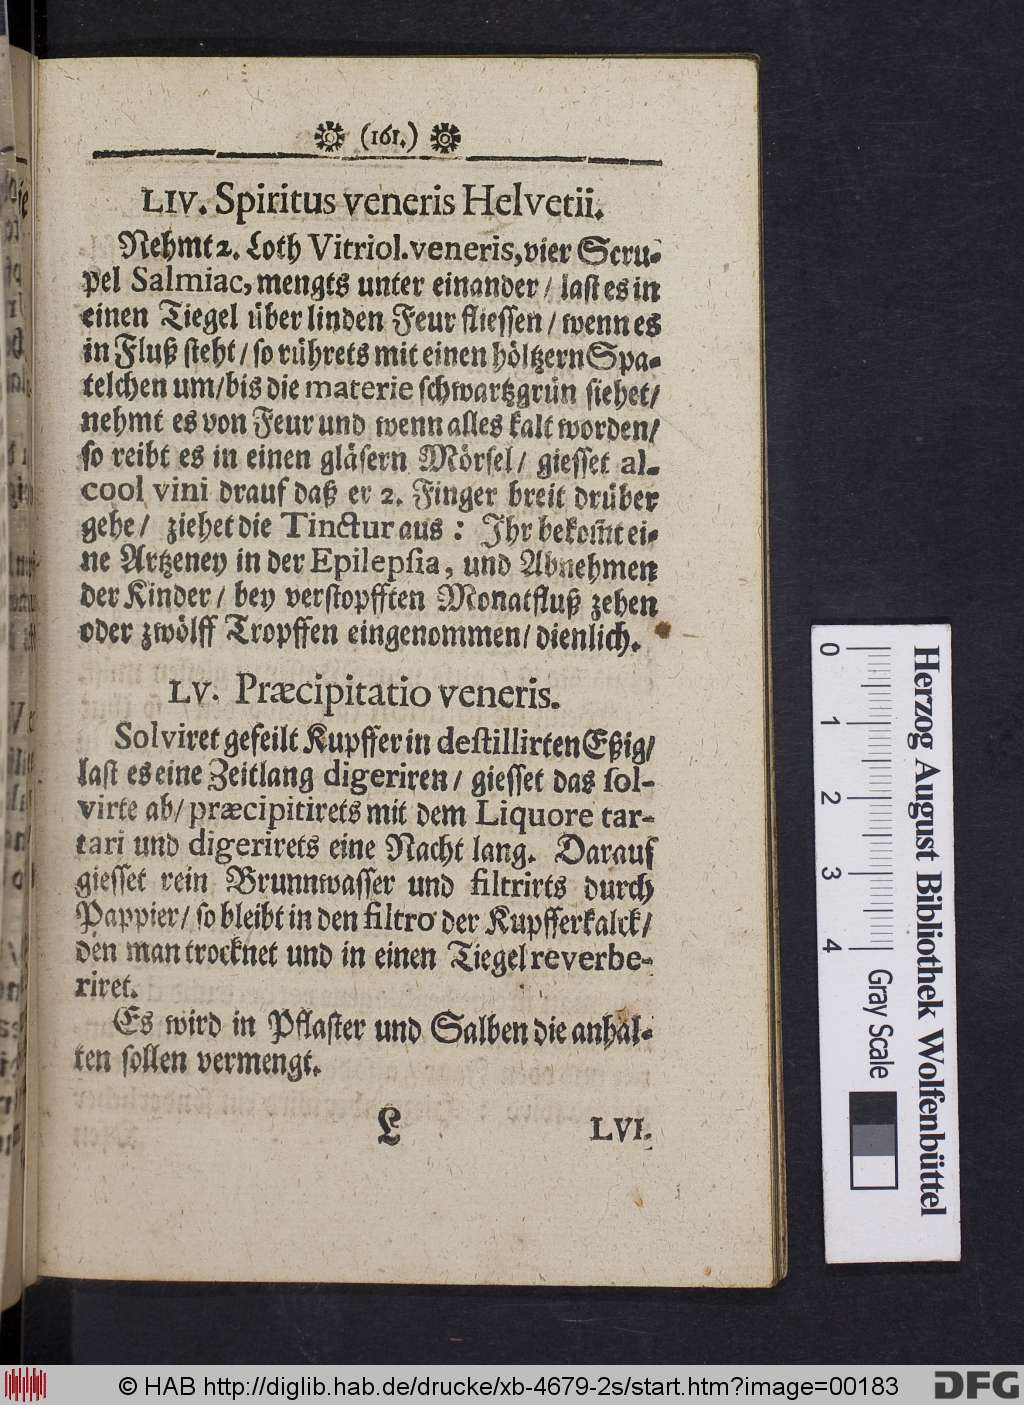 (161.)
LIV. Spiritus veneris Helvetii.
Nehmt 2. Loth Vitriol. veneris, vier Scru-
pel Salmiac, mengts unter einander / last es in
einen Tiegel über linden Feur fliessen / wenn es
in Fluß steht / so rührets mit einen höltzern Spa-
telchen um / bis die materie schwartzgrün siehet /
nehmt es von Feur und wenn alles kalt worden /
so reibt es in einen gläsern Mörsel / giesset al-
cool vini drauf daß er 2. Finger breit drüber
gehe / ziehet die Tinctur aus : Ihr bekom̃t ei-
ne Artzeney in der Epilepsia, und Abnehmen
der Kinder / bey verstopfften Monatfluß zehen
oder zwölff Tropffen eingenommen / dienlich.
LV. Præcipitatio veneris.
Solviret gefeilt Kupffer in destillirten Eßig /
last es eine Zeitlang digeriren / giesset das sol-
virte ab / præcipitirets mit dem Liquore tar-
tari und digerirets eine Nacht lang. Darauf
giesset rein Brunnwasser und filtrirts durch
Pappier / so bleibt in den filtro der Kupfferkalck /
den man trocknet und in einen Tiegel reverbe-
riret.
Es wird in Pflaster und Salben die anhal-
ten sollen vermengt.
L LVI.
0 1 2 3 4
Gray Scale
Herzog August Bibliothek Wolfenbüttel
© HAB http://diglib.hab.de/drucke/xb-4679-2s/start.htm?image=00183
DFG